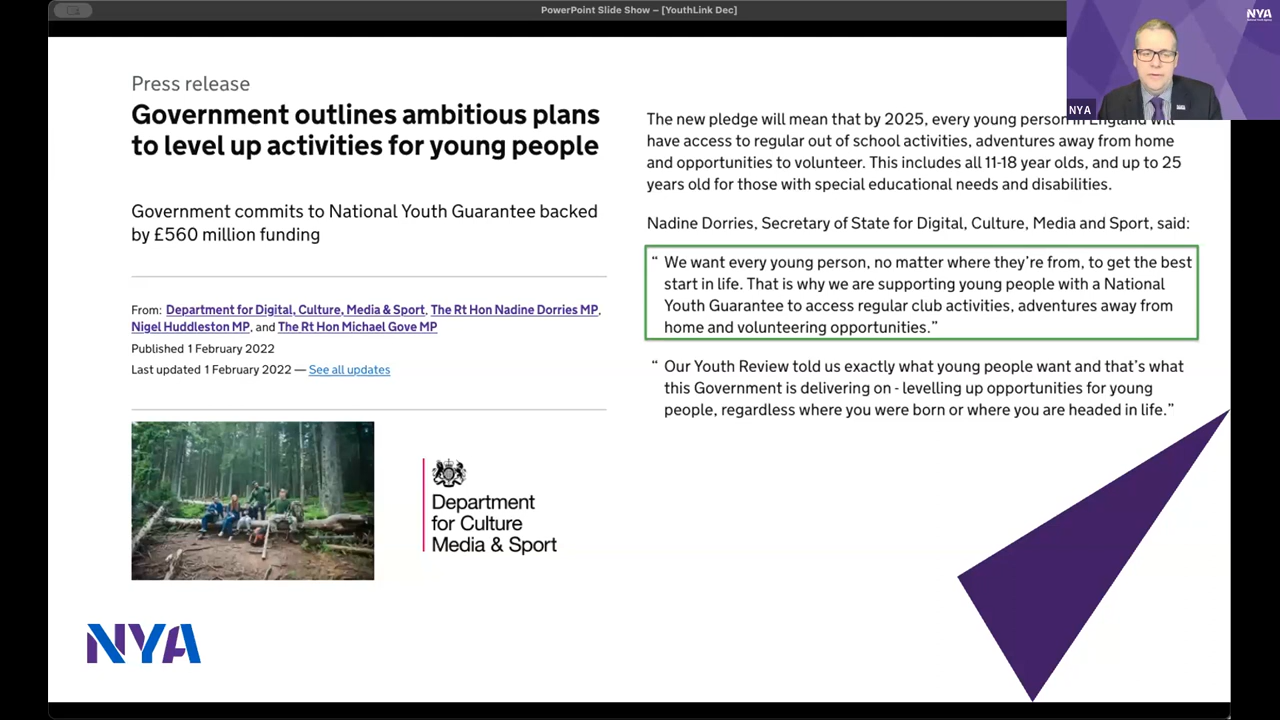 PowerPoint Slide Show – [YouthLink Dec]
NYA
NYA
Press release
Government outlines ambitious plans
to level up activities for young people
Government commits to National Youth Guarantee backed
by £560 million funding
From: Department for Digital, Culture, Media & Sport, The Rt Hon Nadine Dorries MP,
Nigel Huddleston MP, and The Rt Hon Michael Gove MP
Published 1 February 2022
Last updated 1 February 2022 — See all updates
Department
for Culture
Media & Sport
NYA
The new pledge will mean that by 2025, every young person in England will
have access to regular out of school activities, adventures away from home
and opportunities to volunteer. This includes all 11-18 year olds, and up to 25
years old for those with special educational needs and disabilities.
Nadine Dorries, Secretary of State for Digital, Culture, Media and Sport, said:
“ We want every young person, no matter where they’re from, to get the best
start in life. That is why we are supporting young people with a National
Youth Guarantee to access regular club activities, adventures away from
home and volunteering opportunities.”
“ Our Youth Review told us exactly what young people want and that’s what
this Government is delivering on - levelling up opportunities for young
people, regardless where you were born or where you are headed in life.”